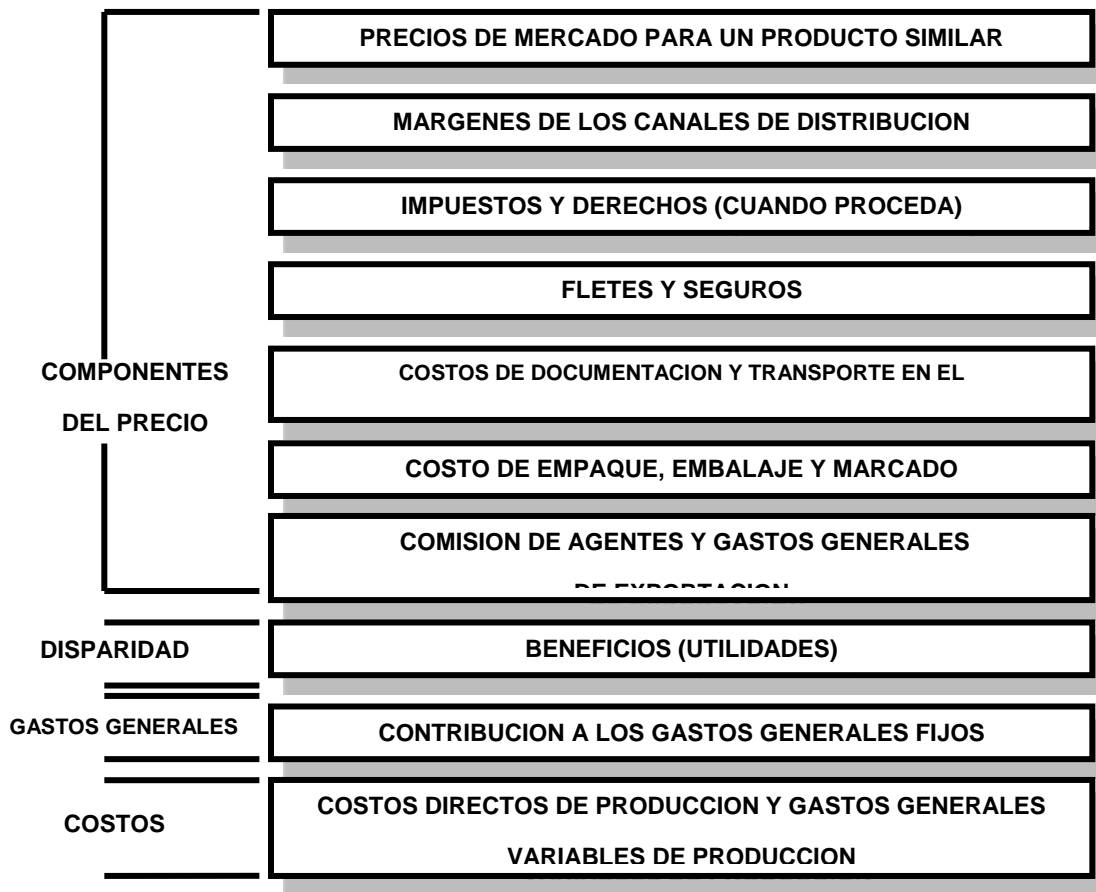 PRECIOS DE MERCADO PARA UN PRODUCTO SIMILAR
MARGENES DE LOS CANALES DE DISTRIBUCION
IMPUESTOS Y DERECHOS (CUANDO PROCEDA)
FLETES Y SEGUROS
COMPONENTES
DEL PRECIO
COSTOS DE DOCUMENTACION Y TRANSPORTE EN EL
COSTO DE EMPAQUE, EMBALAJE Y MARCADO
COMISION DE AGENTES Y GASTOS GENERALES
DE EXPORTACION
DISPARIDAD
BENEFICIOS (UTILIDADES)
GASTOS GENERALES
CONTRIBUCION A LOS GASTOS GENERALES FIJOS
COSTOS
COSTOS DIRECTOS DE PRODUCCION Y GASTOS GENERALES
VARIABLES DE PRODUCCION